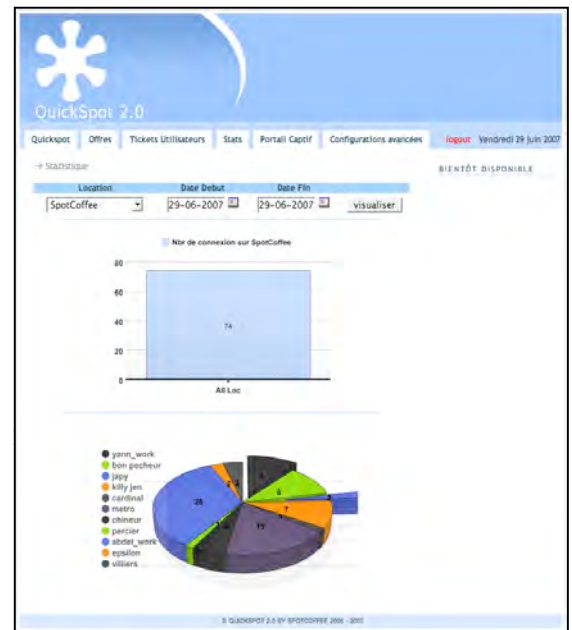 QuickSpot 2.0
Quickspot Offres Tickets Utilisateurs Stats Portail Captif Configurations avancées logout Vendredi 29 juin 2007
→ Statistique
BIENTÔT DISPONIBLE
Location Date Debut Date Fin
SpotCoffee 29-06-2007 29-06-2007 visualiser
Nbr de connexion sur SpotCoffee
80
60
40
20
0
74
All Loc
yann_work
bon pecheur
japy
killy jen
cardinal
metro
chineur
percier
abdel_work
epsilon
villiers
6
7
19
26
© QUICKSPOT 2.0 BY SPOTCOFFEE 2006 - 2007